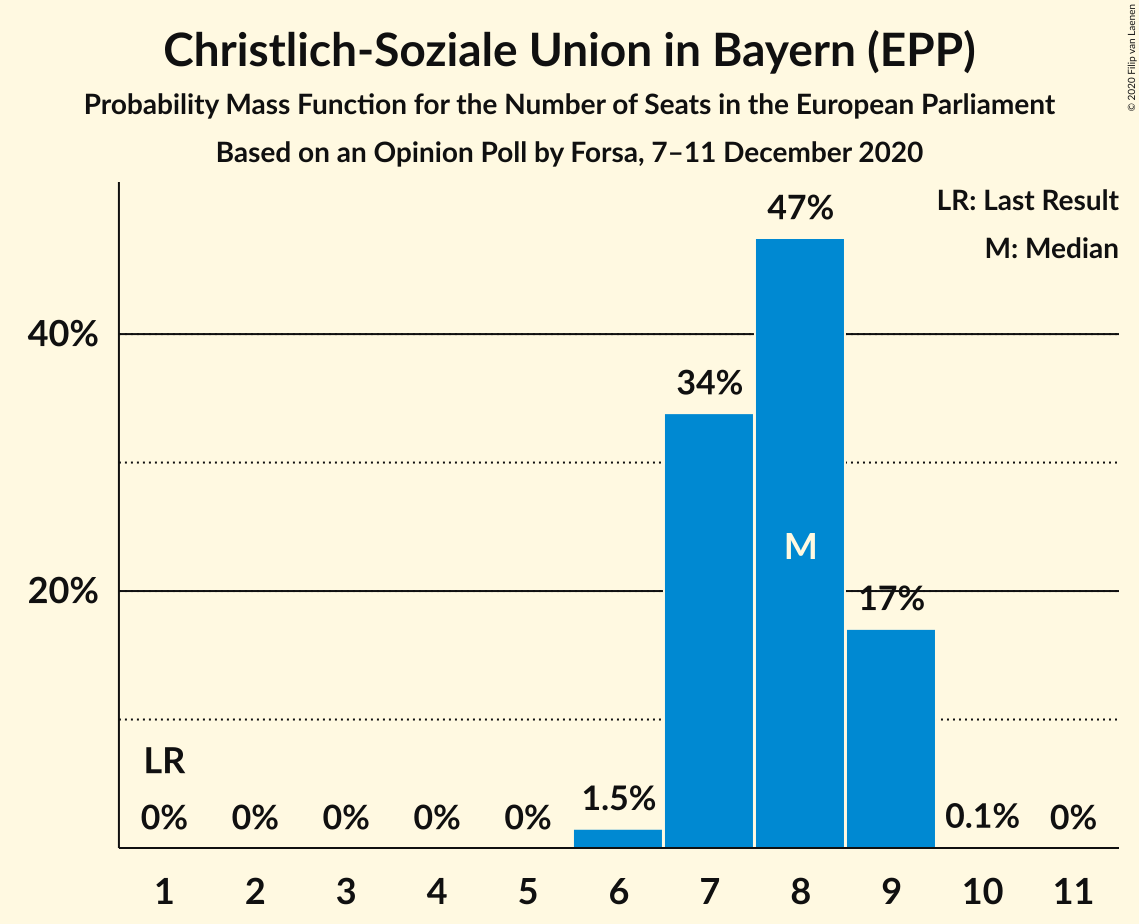 Christlich-Soziale Union in Bayern (EPP)
Probability Mass Function for the Number of Seats in the European Parliament
Based on an Opinion Poll by Forsa, 7–11 December 2020
© 2020 Filip van Laenen
LR: Last Result
M: Median
47%
40%
34%
M
20%
17%
LR
0% 0% 0% 0% 0% 1.5% 0.1% 0%
1 2 3 4 5 6 7 8 9 10 11